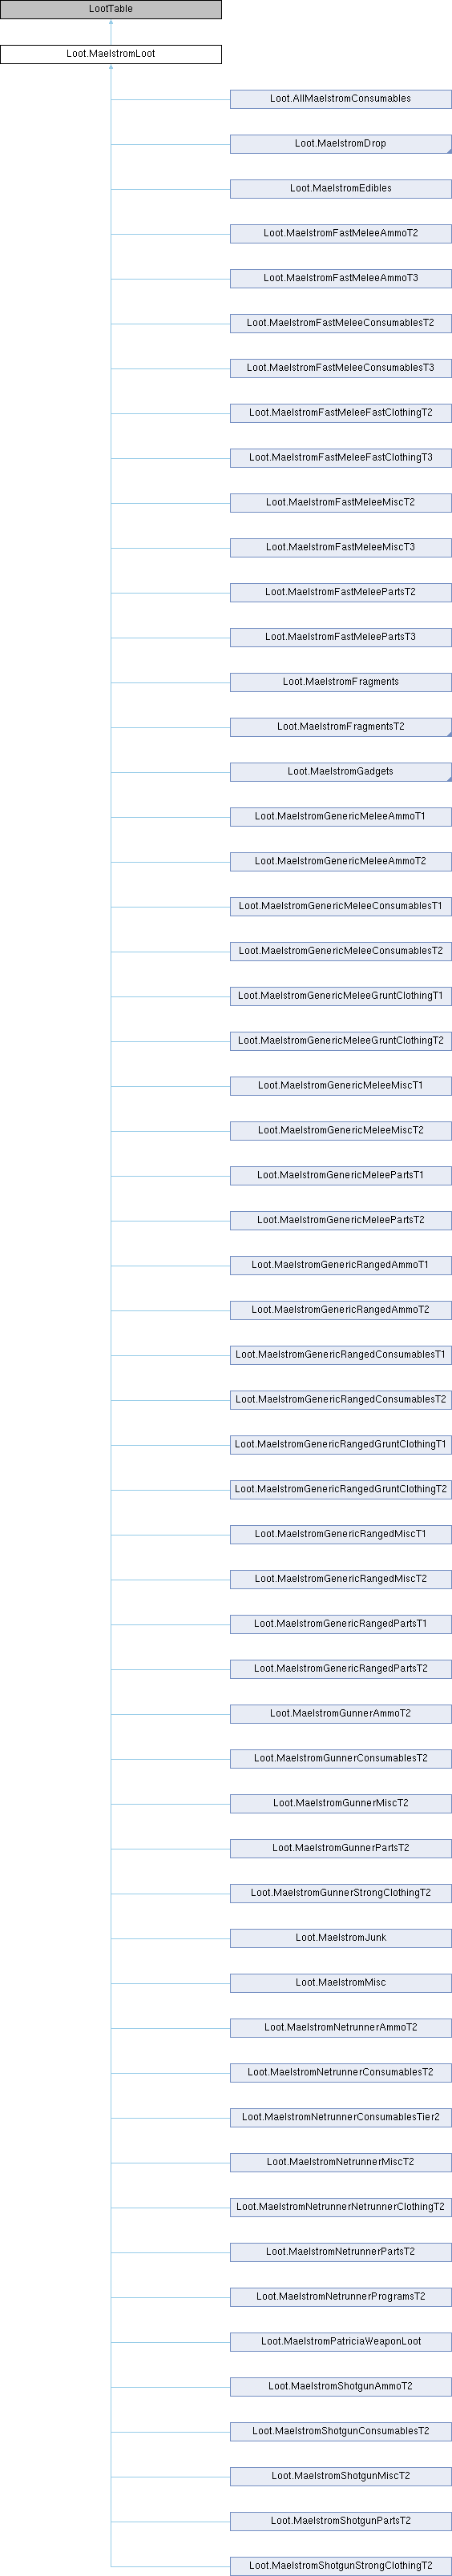 LootTable
Loot.MaelstromLoot
Loot.AllMaelstromConsumables
Loot.MaelstromDrop
Loot.MaelstromEdibles
Loot.MaelstromFastMeleeAmmoT2
Loot.MaelstromFastMeleeAmmoT3
Loot.MaelstromFastMeleeConsumablesT2
Loot.MaelstromFastMeleeConsumablesT3
Loot.MaelstromFastMeleeFastClothingT2
Loot.MaelstromFastMeleeFastClothingT3
Loot.MaelstromFastMeleeMiscT2
Loot.MaelstromFastMeleeMiscT3
Loot.MaelstromFastMeleePartsT2
Loot.MaelstromFastMeleePartsT3
Loot.MaelstromFragments
Loot.MaelstromFragmentsT2
Loot.MaelstromGadgets
Loot.MaelstromGenericMeleeAmmoT1
Loot.MaelstromGenericMeleeAmmoT2
Loot.MaelstromGenericMeleeConsumablesT1
Loot.MaelstromGenericMeleeConsumablesT2
Loot.MaelstromGenericMeleeGruntClothingT1
Loot.MaelstromGenericMeleeGruntClothingT2
Loot.MaelstromGenericMeleeMiscT1
Loot.MaelstromGenericMeleeMiscT2
Loot.MaelstromGenericMeleePartsT1
Loot.MaelstromGenericMeleePartsT2
Loot.MaelstromGenericRangedAmmoT1
Loot.MaelstromGenericRangedAmmoT2
Loot.MaelstromGenericRangedConsumablesT1
Loot.MaelstromGenericRangedConsumablesT2
Loot.MaelstromGenericRangedGruntClothingT1
Loot.MaelstromGenericRangedGruntClothingT2
Loot.MaelstromGenericRangedMiscT1
Loot.MaelstromGenericRangedMiscT2
Loot.MaelstromGenericRangedPartsT1
Loot.MaelstromGenericRangedPartsT2
Loot.MaelstromGunnerAmmoT2
Loot.MaelstromGunnerConsumablesT2
Loot.MaelstromGunnerMiscT2
Loot.MaelstromGunnerPartsT2
Loot.MaelstromGunnerStrongClothingT2
Loot.MaelstromJunk
Loot.MaelstromMisc
Loot.MaelstromNetrunnerAmmoT2
Loot.MaelstromNetrunnerConsumablesT2
Loot.MaelstromNetrunnerConsumablesTier2
Loot.MaelstromNetrunnerMiscT2
Loot.MaelstromNetrunnerNetrunnerClothingT2
Loot.MaelstromNetrunnerPartsT2
Loot.MaelstromNetrunnerProgramsT2
Loot.MaelstromPatriciaWeaponLoot
Loot.MaelstromShotgunAmmoT2
Loot.MaelstromShotgunConsumablesT2
Loot.MaelstromShotgunMiscT2
Loot.MaelstromShotgunPartsT2
Loot.MaelstromShotgunStrongClothingT2